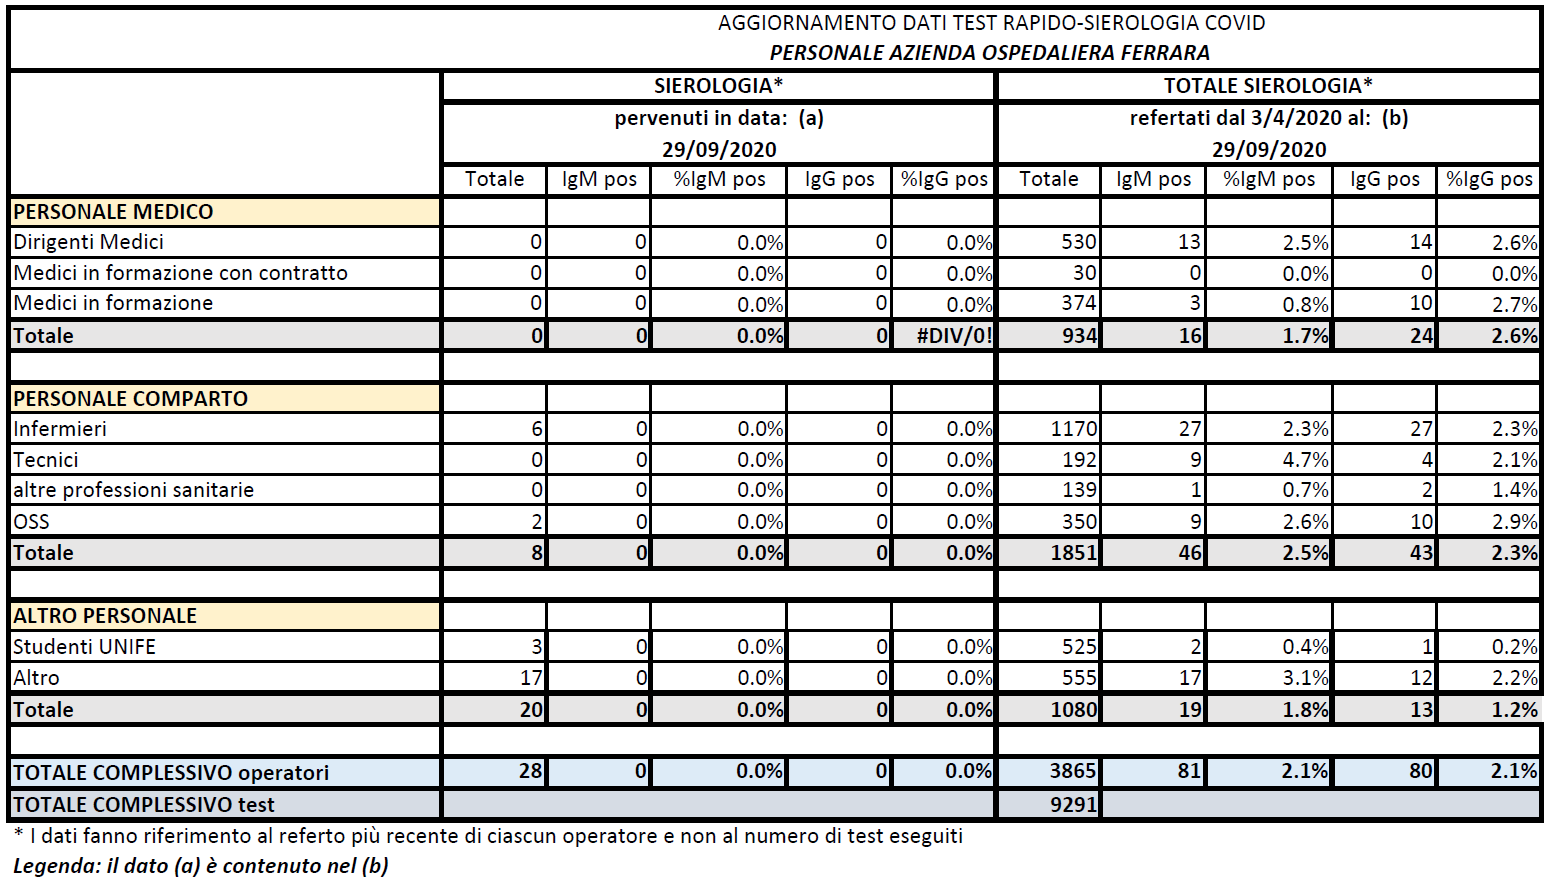 AGGIORNAMENTO DATI TEST RAPIDO-SIEROLOGIA COVID
PERSONALE AZIENDA OSPEDALIERA FERRARA
SIEROLOGIA* TOTALE SIEROLOGIA*
pervenuti in data: (a) refertati dal 3/4/2020 al: (b)
29/09/2020 29/09/2020
Totale IgM pos %IgM pos IgG pos %IgG pos Totale IgM pos %IgM pos IgG pos %IgG pos
PERSONALE MEDICO
Dirigenti Medici 0 0 0.0% 0 0.0% 530 13 2.5% 14 2.6%
Medici in formazione con contratto 0 0 0.0% 0 0.0% 30 0 0.0% 0 0.0%
Medici in formazione 0 0 0.0% 0 0.0% 374 3 0.8% 10 2.7%
Totale 0 0 0.0% 0 #DIV/0! 934 16 1.7% 24 2.6%
PERSONALE COMPARTO
Infermieri 6 0 0.0% 0 0.0% 1170 27 2.3% 27 2.3%
Tecnici 0 0 0.0% 0 0.0% 192 9 4.7% 4 2.1%
altre professioni sanitarie 0 0 0.0% 0 0.0% 139 1 0.7% 2 1.4%
OSS 2 0 0.0% 0 0.0% 350 9 2.6% 10 2.9%
Totale 8 0 0.0% 0 0.0% 1851 46 2.5% 43 2.3%
ALTRO PERSONALE
Studenti UNIFE 3 0 0.0% 0 0.0% 525 2 0.4% 1 0.2%
Altro 17 0 0.0% 0 0.0% 555 17 3.1% 12 2.2%
Totale 20 0 0.0% 0 0.0% 1080 19 1.8% 13 1.2%
TOTALE COMPLESSIVO operatori 28 0 0.0% 0 0.0% 3865 81 2.1% 80 2.1%
TOTALE COMPLESSIVO test 9291
* I dati fanno riferimento al referto più recente di ciascun operatore e non al numero di test eseguiti
Legenda: il dato (a) è contenuto nel (b)